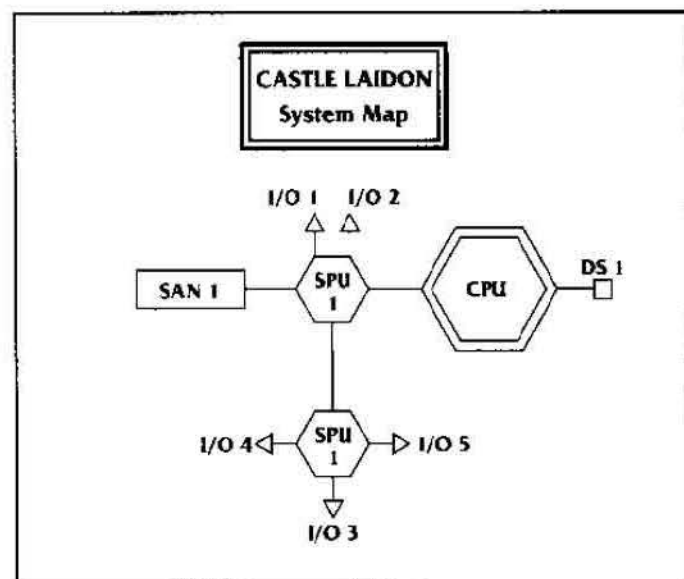 CASTLE LAIDON
System Map
I/O 1
I/O 2
SAN 1
SPU
1
CPU
DS 1
I/O 4
SPU
1
I/O 5
I/O 3